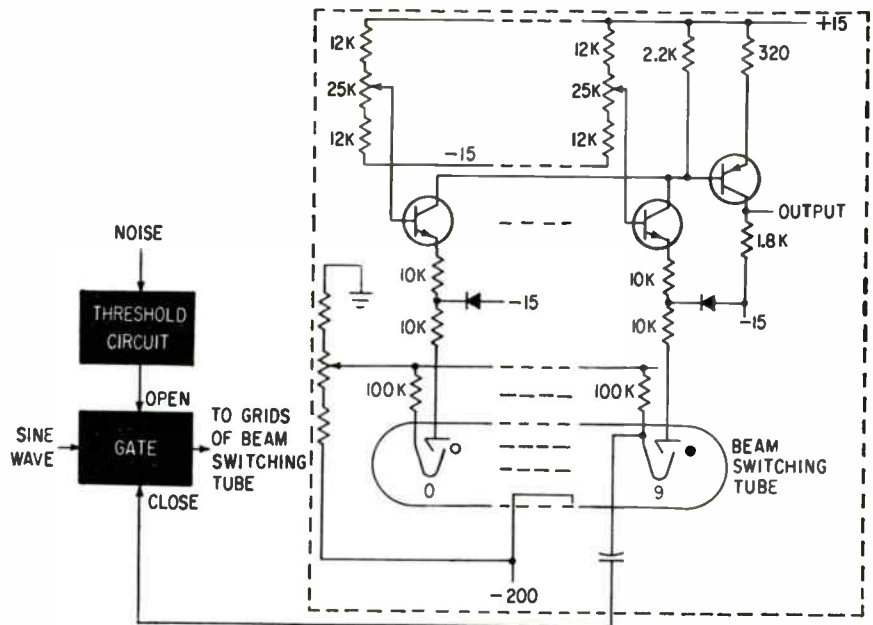 +15
12K
12K
2.2K
320
25K
25K
12K
12K
-15
OUTPUT
NOISE
1.8K
10K
10K
-15
-15
THRESHOLD
CIRCUIT
10K
10K
OPEN
100K
100K
TO GRIDS
OF BEAM
SWITCHING
TUBE
SINE
WAVE
GATE
CLOSE
BEAM
SWITCHING
TUBE
0
9
-200